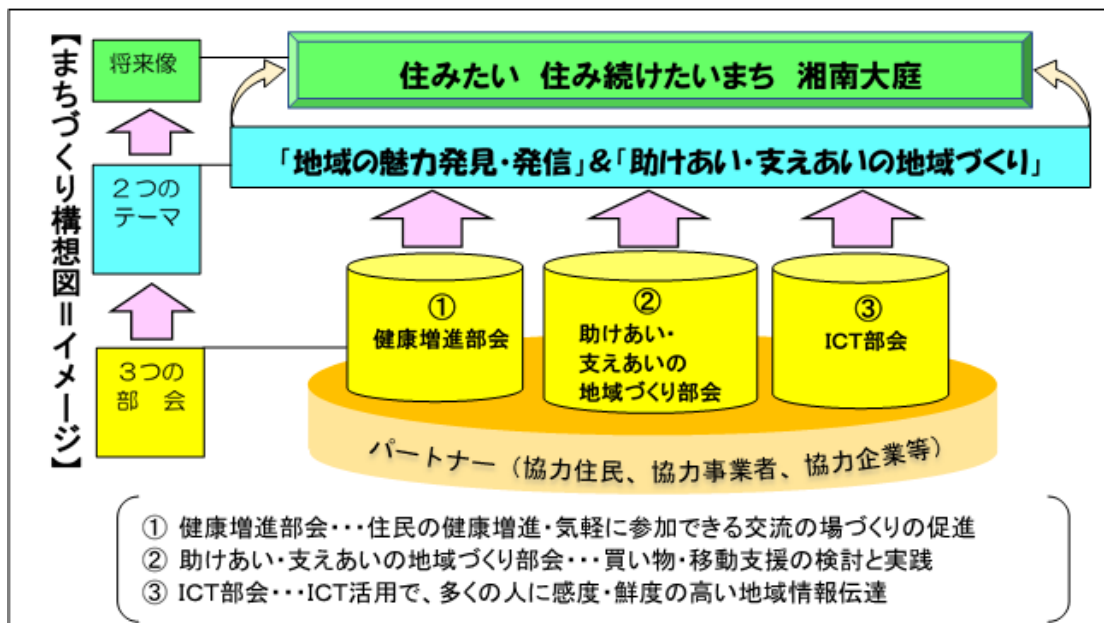 【まちづくり構想図=イメージ】
将来像
住みたい 住み続けたいまち 湘南大庭
２つの
テーマ
「地域の魅力発見・発信」&「助けあい・支えあいの地域づくり」
３つの
部 会
①
健康増進部会
②
助けあい・
支えあいの
地域づくり部会
③
ICT部会
パートナー（協力住民、協力事業者、協力企業等）
① 健康増進部会・・・住民の健康増進・気軽に参加できる交流の場づくりの促進
② 助けあい・支えあいの地域づくり部会・・・買い物・移動支援の検討と実践
③ ICT部会・・・ICT活用で、多くの人に感度・鮮度の高い地域情報伝達